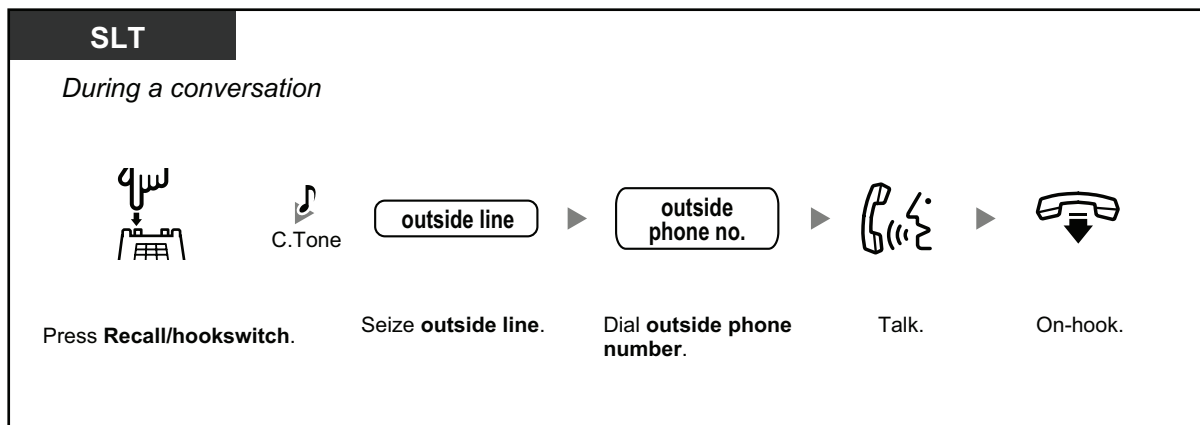 SLT
During a conversation
C.Tone
outside line
outside
phone no.
Press Recall/hookswitch.
Seize outside line.
Dial outside phone
number.
Talk.
On-hook.